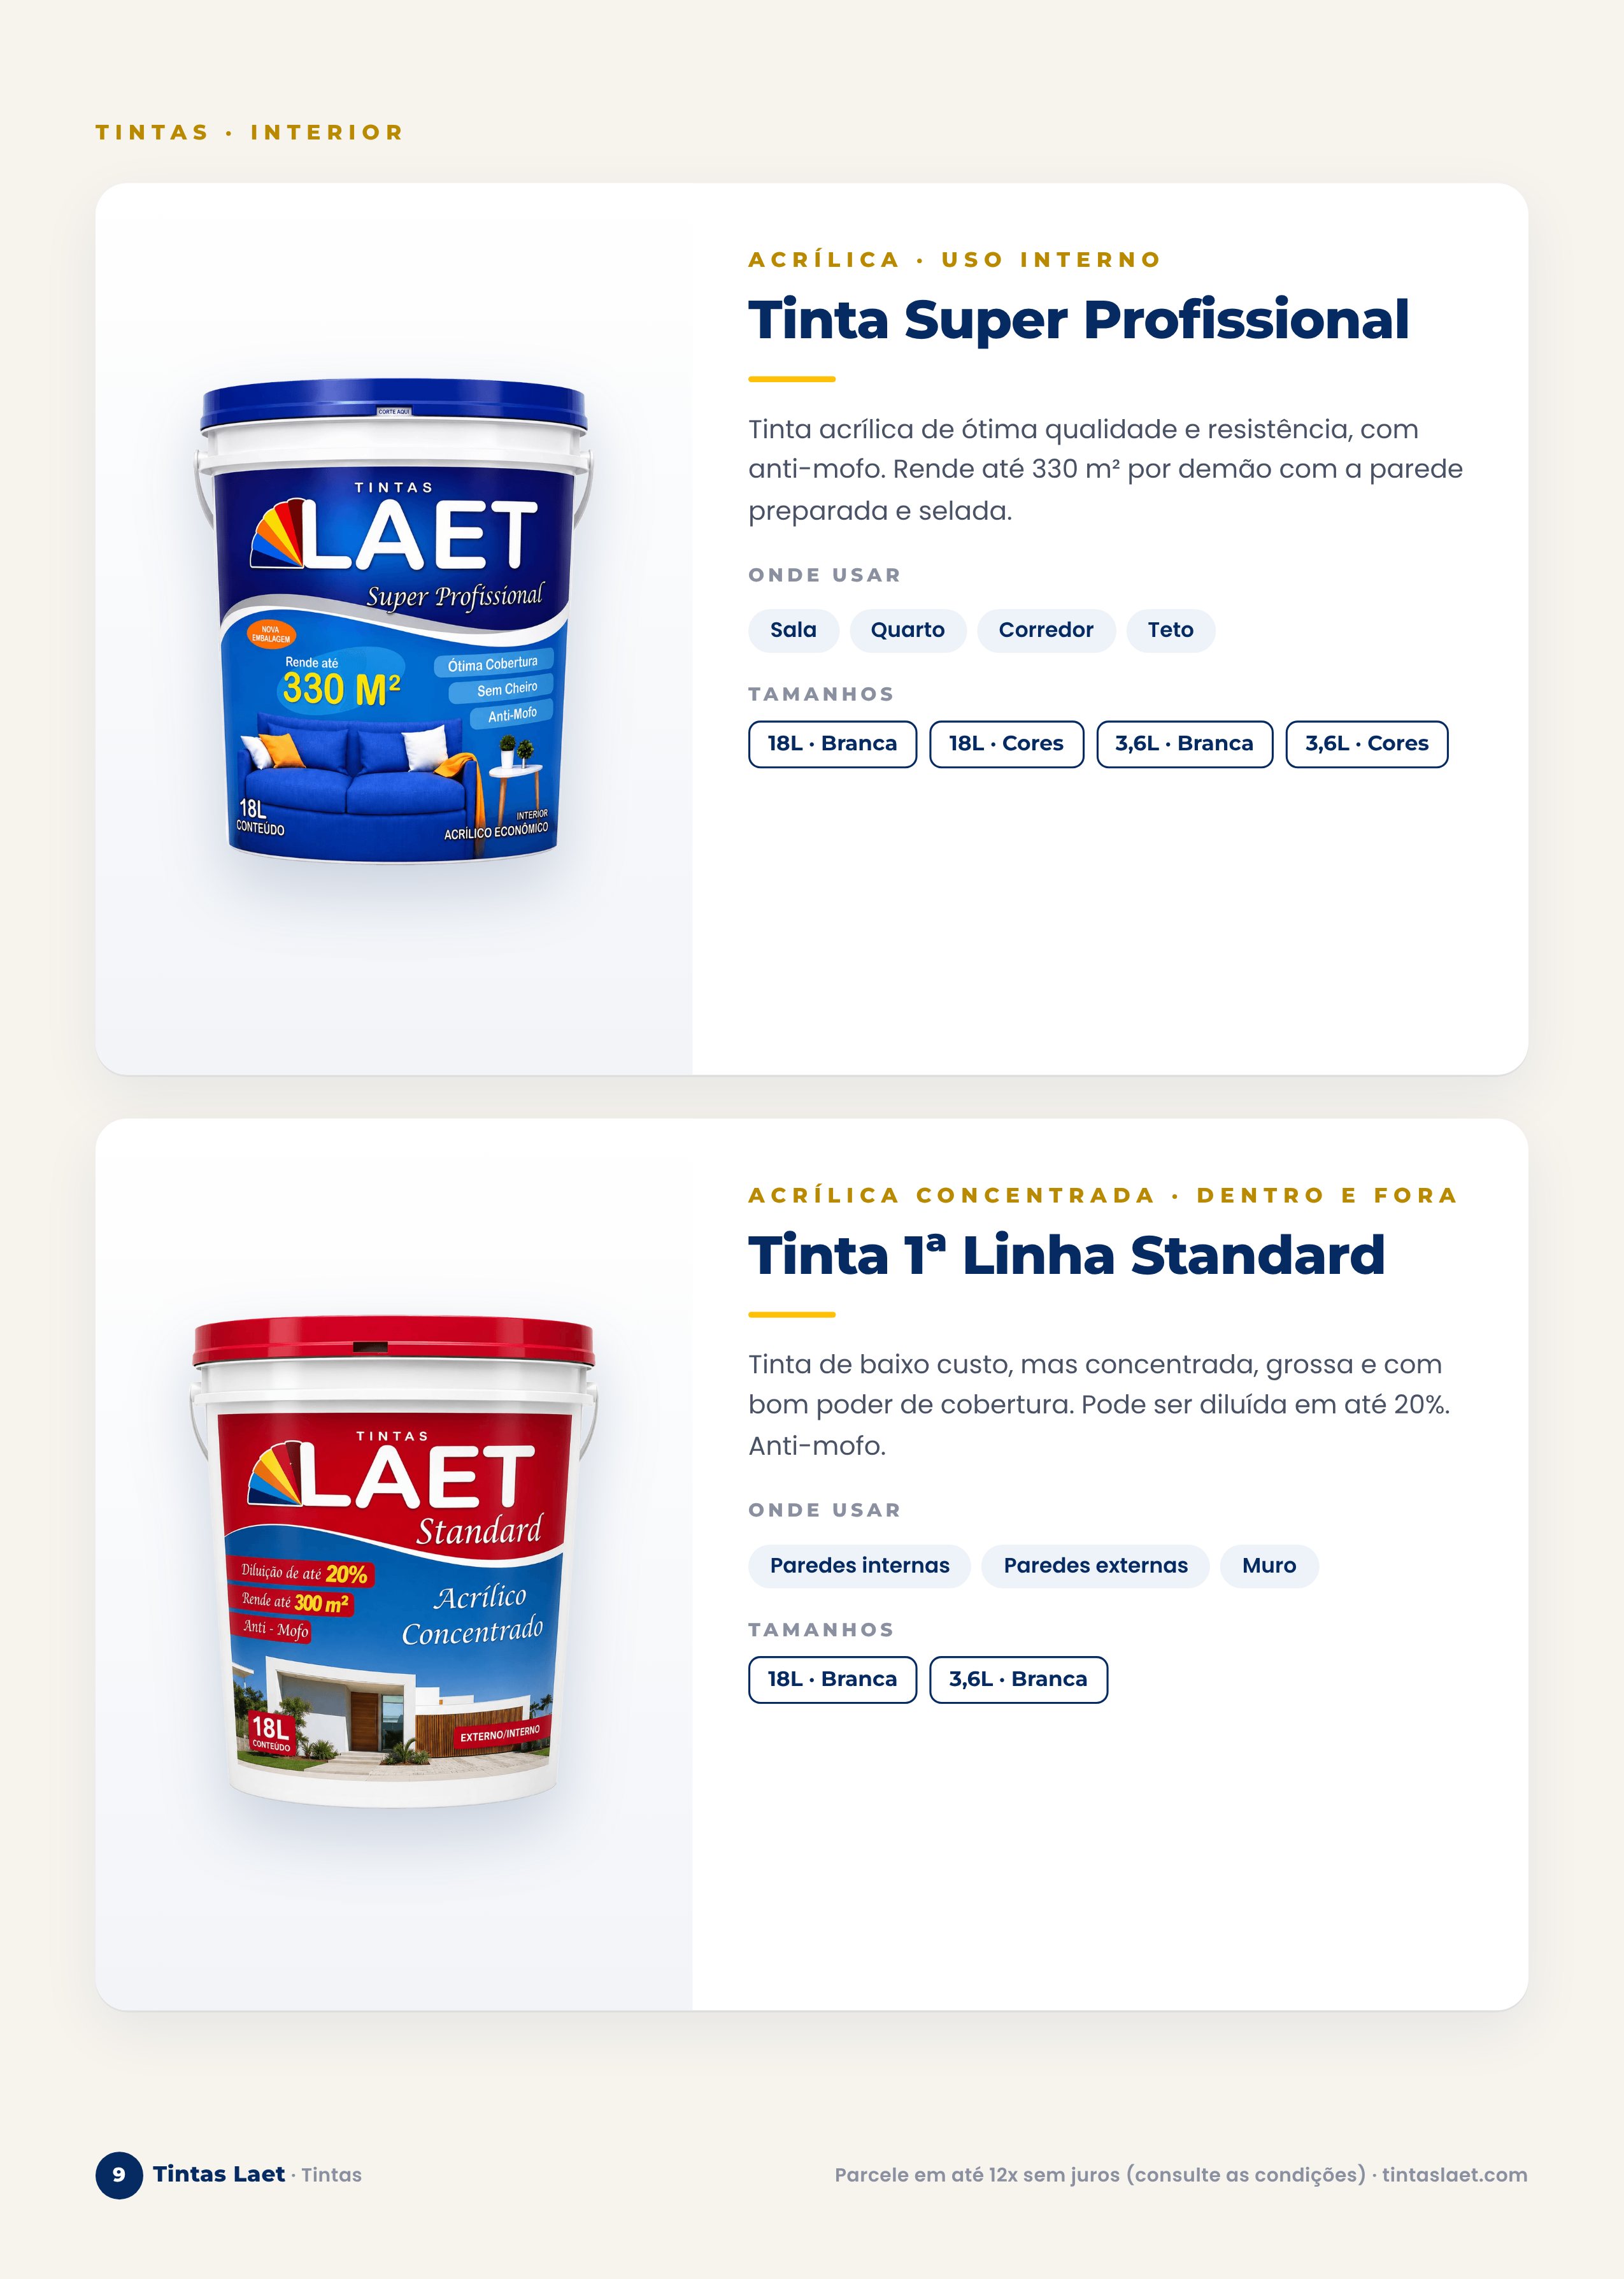 TINTAS · INTERIOR
ACRÍLICA · USO INTERNO
Tinta Super Profissional
Tinta acrílica de ótima qualidade e resistência, com
anti-mofo. Rende até 330 m² por demão com a parede
preparada e selada.
ONDE USAR
Sala Quarto Corredor Teto
TAMANHOS
18L · Branca 18L · Cores 3,6L · Branca 3,6L · Cores
CORTE AQUI
TINTAS
LAET
Super Profissional
NOVA
EMBALAGEM
Rende até
330 M²
Ótima Cobertura
Sem Cheiro
Anti-Mofo
18L
CONTEÚDO
INTERIOR
ACRÍLICO ECONÔMICO
ACRÍLICA CONCENTRADA · DENTRO E FORA
Tinta 1ª Linha Standard
Tinta de baixo custo, mas concentrada, grossa e com
bom poder de cobertura. Pode ser diluída em até 20%.
Anti-mofo.
ONDE USAR
Paredes internas Paredes externas Muro
TAMANHOS
18L · Branca 3,6L · Branca
TINTAS
LAET
Standard
Diluição de até 20%
Rende até 300 m²
Anti - Mofo
Acrílico
Concentrado
18L
CONTEÚDO
EXTERNO/INTERNO
9 Tintas Laet · Tintas
Parcele em até 12x sem juros (consulte as condições) · tintaslaet.com